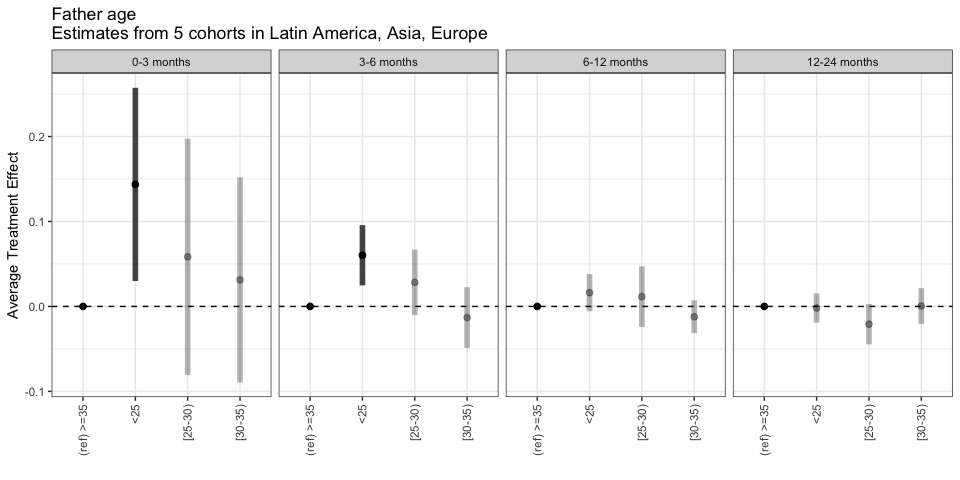 Father age
Estimates from 5 cohorts in Latin America, Asia, Europe
0-3 months
3-6 months
6-12 months
12-24 months
Average Treatment Effect
0.2
0.1
0.0
-0.1
(ref) >=35
<25
[25-30)
[30-35)
(ref) >=35
<25
[25-30)
[30-35)
(ref) >=35
<25
[25-30)
[30-35)
(ref) >=35
<25
[25-30)
[30-35)